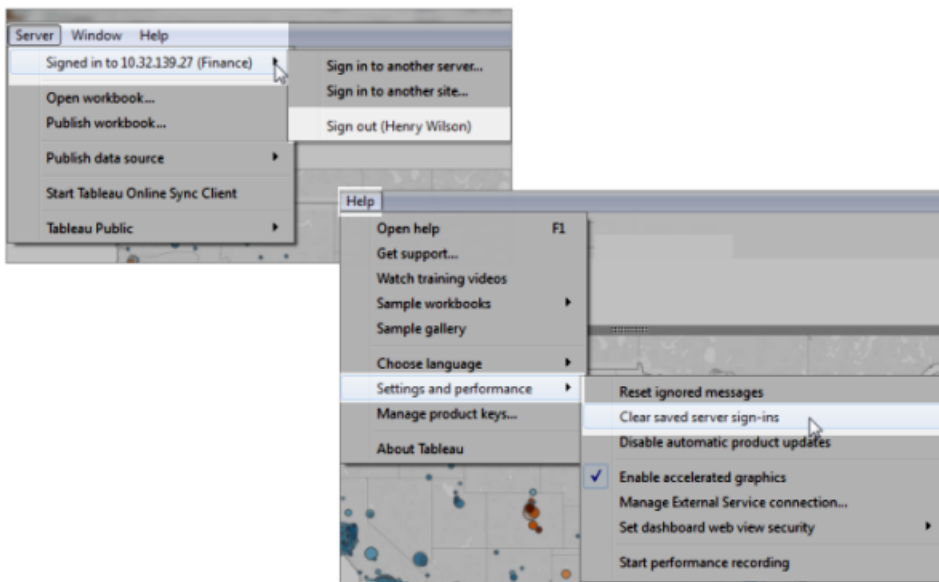 Server Window Help
Signed in to 10.32.139.27 (Finance)
Open workbook...
Publish workbook...
Publish data source
Start Tableau Online Sync Client
Tableau Public
Sign in to another server...
Sign in to another site...
Sign out (Henry Wilson)
Help
Open help F1
Get support...
Watch training videos
Sample workbooks
Sample gallery
Choose language
Settings and performance
Manage product keys...
About Tableau
Reset ignored messages
Clear saved server sign-ins
Disable automatic product updates
Enable accelerated graphics
Manage External Service connection...
Set dashboard web view security
Start performance recording